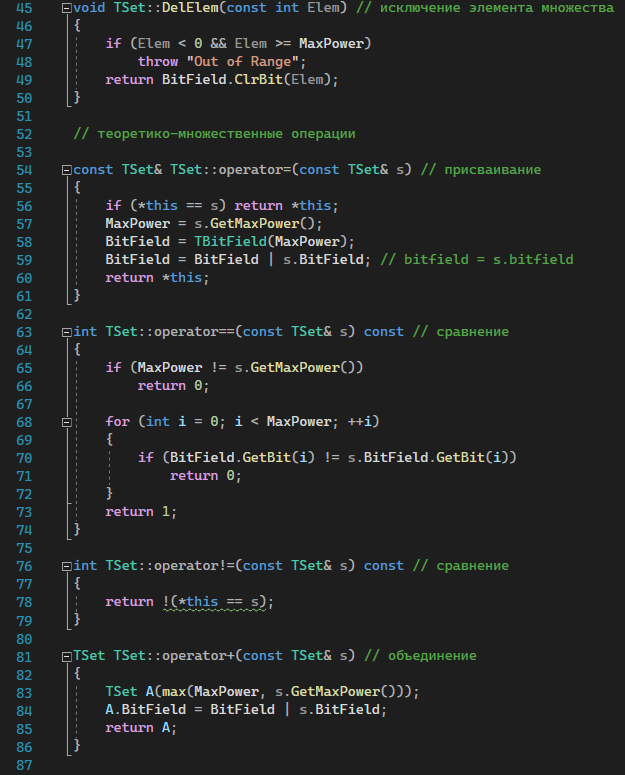 45 void TSet::DelElem(const int Elem) // исключение элемента множества
46 {
47 if (Elem < 0 && Elem >= MaxPower)
48 throw "Out of Range";
49 return BitField.ClrBit(Elem);
50 }
51
52 // теоретико-множественные операции
53
54 const TSet& TSet::operator=(const TSet& s) // присваивание
55 {
56 if (*this == s) return *this;
57 MaxPower = s.GetMaxPower();
58 BitField = TBitField(MaxPower);
59 BitField = BitField | s.BitField; // bitfield = s.bitfield
60 return *this;
61 }
62
63 int TSet::operator==(const TSet& s) const // сравнение
64 {
65 if (MaxPower != s.GetMaxPower())
66 return 0;
67
68 for (int i = 0; i < MaxPower; ++i)
69 {
70 if (BitField.GetBit(i) != s.BitField.GetBit(i))
71 return 0;
72 }
73 return 1;
74 }
75
76 int TSet::operator!=(const TSet& s) const // сравнение
77 {
78 return !(*this == s);
79 }
80
81 TSet TSet::operator+(const TSet& s) // объединение
82 {
83 TSet A(max(MaxPower, s.GetMaxPower()));
84 A.BitField = BitField | s.BitField;
85 return A;
86 }
87